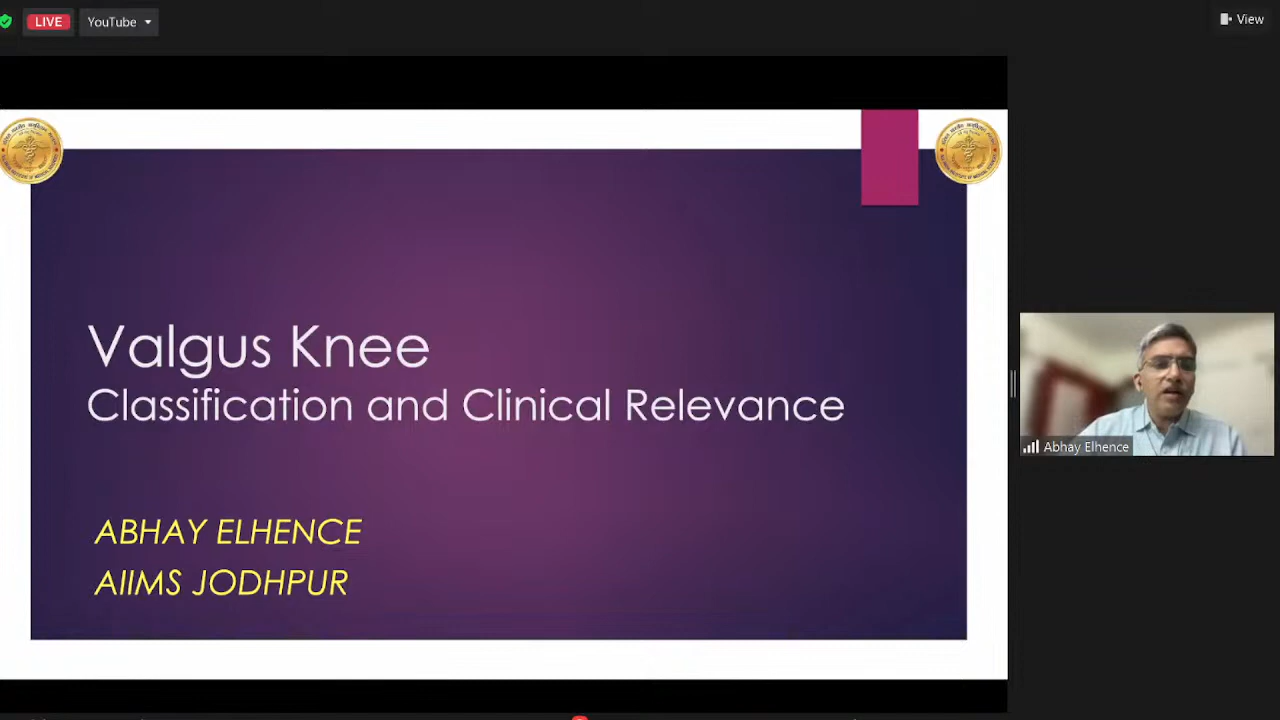 LIVE
YouTube
View
Valgus Knee
Classification and Clinical Relevance
ABHAY ELHENCE
AIIMS JODHPUR
Abhay Elhence